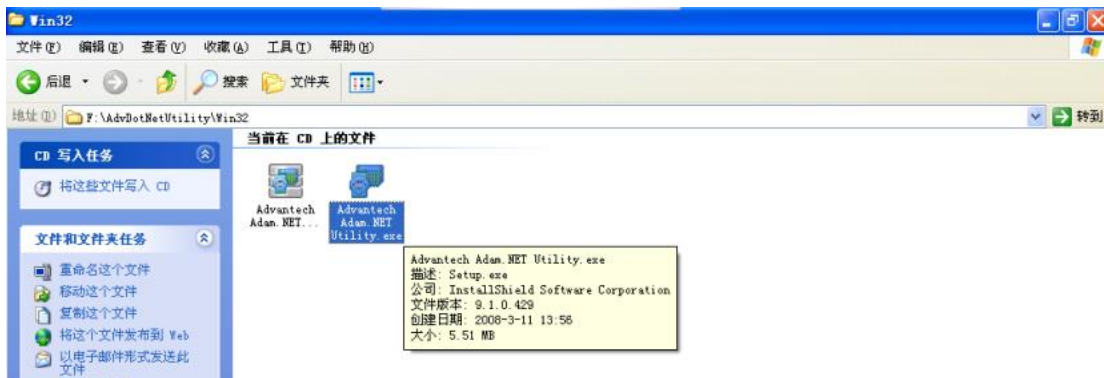 Win32
文件(F) 编辑(E) 查看(V) 收藏(A) 工具(T) 帮助(H)
后退 搜索 文件夹
地址(D) F:\AdvDotNetUtility\Win32 转到
当前在 CD 上的文件
CD 写入任务
将这些文件写入 CD
Advantech
Adam.NET...
Advantech
Adam.NET
Utility.exe
文件和文件夹任务
重命名这个文件
移动这个文件
复制这个文件
将这个文件发布到 Web
以电子邮件形式发送此
文件
Advantech Adam.NET Utility.exe
描述: Setup.exe
公司: InstallShield Software Corporation
文件版本: 9.1.0.429
创建日期: 2008-3-11 13:56
大小: 5.51 MB